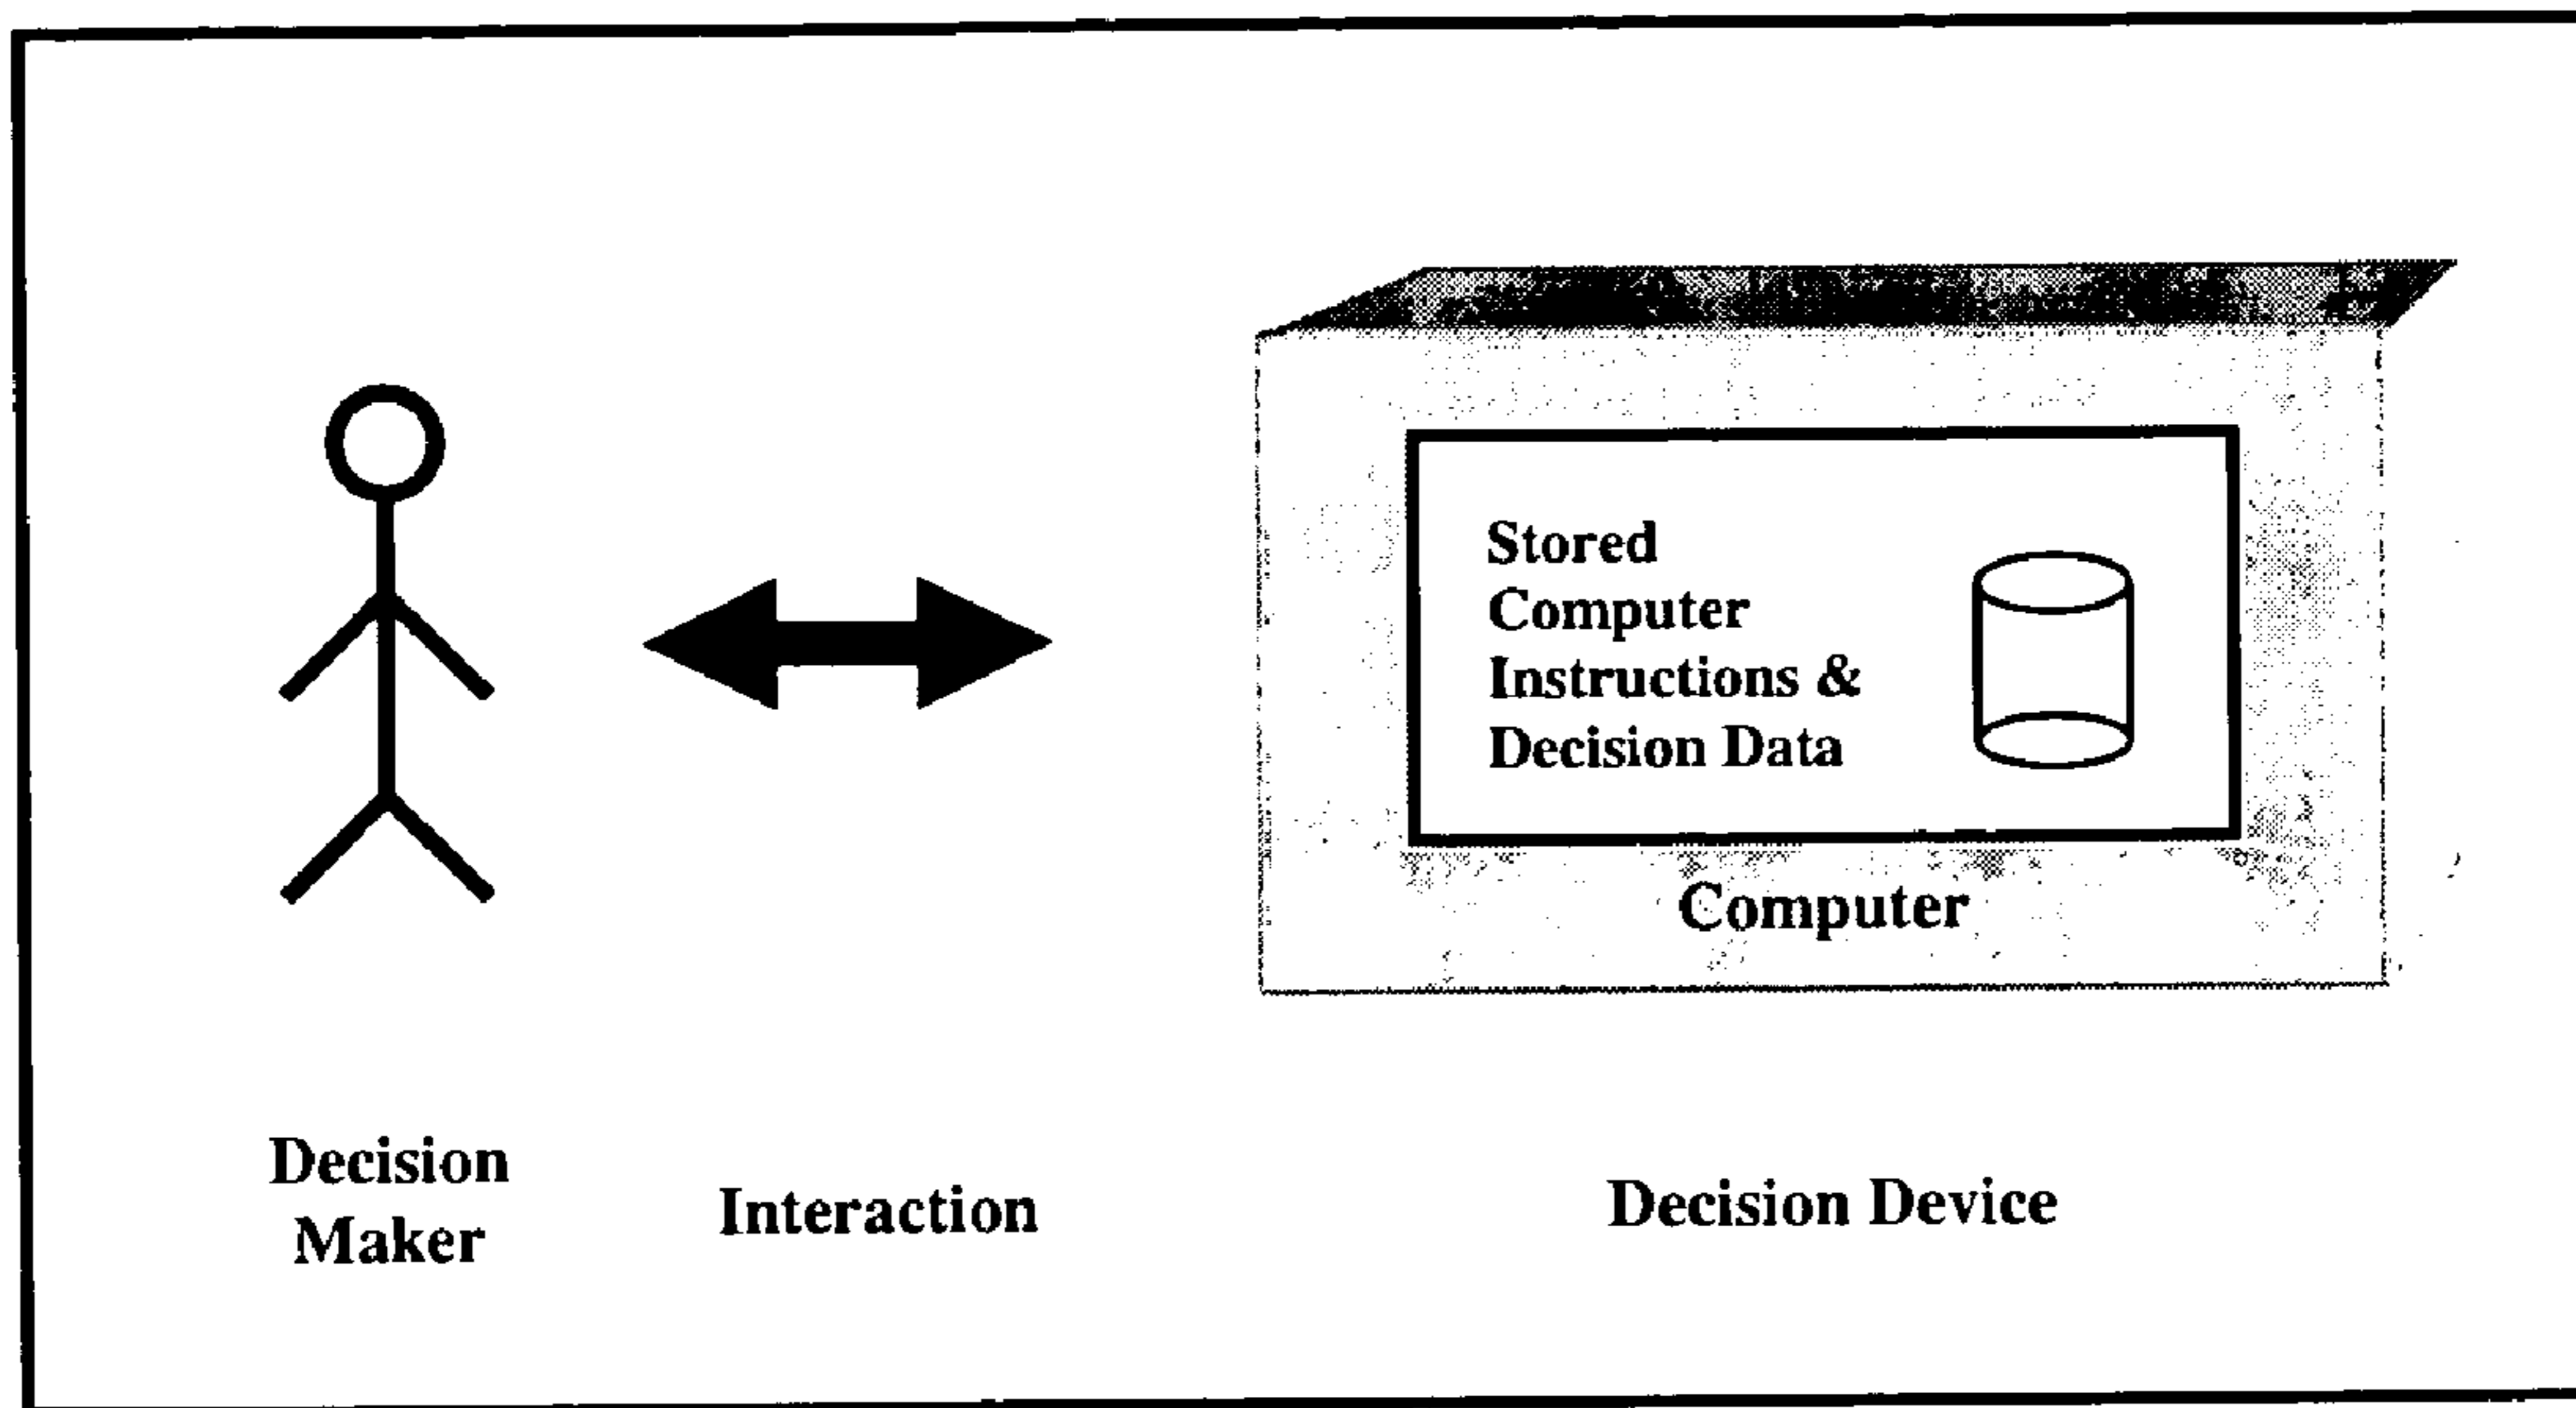 Stored
Computer
Instructions &
Decision Data
Computer
Decision
Maker
Interaction
Decision Device